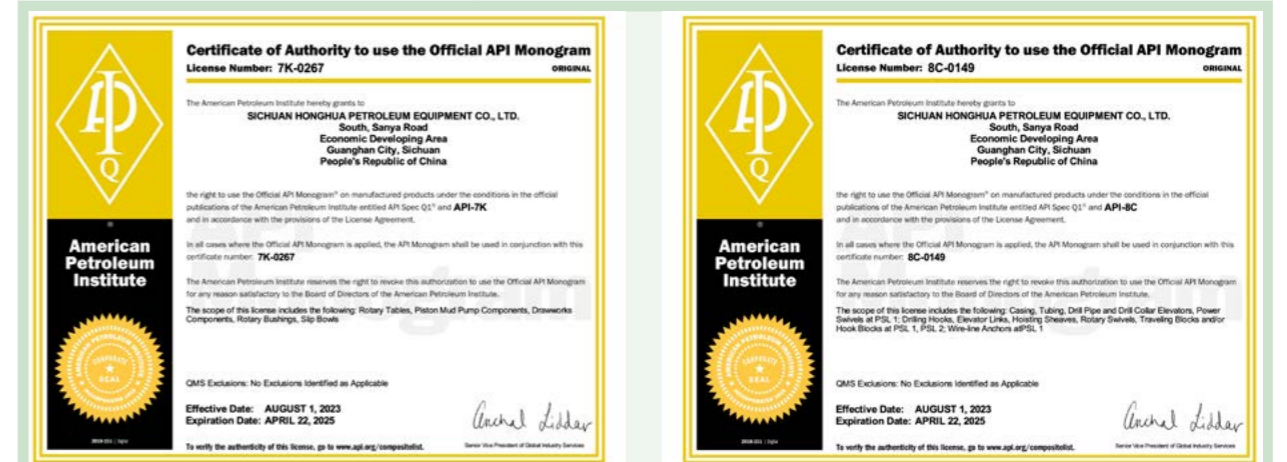 Certificate of Authority to use the Official API Monogram
License Number: 7K-0267
ORIGINAL
The American Petroleum Institute hereby grants to
SICHUAN HONGHUA PETROLEUM EQUIPMENT CO., LTD.
South, Sanya Road
Economic Developing Area
Guanghan City, Sichuan
People's Republic of China
the right to use the Official API Monogram® on manufactured products under the conditions in the official
publications of the American Petroleum Institute entitled API Spec Q1® and API-7K
and in accordance with the provisions of the License Agreement.
In all cases where the Official API Monogram is applied, the API Monogram shall be used in conjunction with this
certificate number: 7K-0267
The American Petroleum Institute reserves the right to revoke this authorization to use the Official API Monogram
for any reason satisfactory to the Board of Directors of the American Petroleum Institute.
The scope of this license includes the following: Rotary Tables, Piston Mud Pump Components, Drawworks
Components, Rotary Bushings, Slip Bowls
QMS Exclusions: No Exclusions Identified as Applicable
Effective Date: AUGUST 1, 2023
Expiration Date: APRIL 22, 2025
To verify the authenticity of this license, go to www.api.org/compositelist.
Senior Vice President of Global Industry Services
API
Q
American
Petroleum
Institute
CORPORATE
SEAL
Certificate of Authority to use the Official API Monogram
License Number: 8C-0149
ORIGINAL
The American Petroleum Institute hereby grants to
SICHUAN HONGHUA PETROLEUM EQUIPMENT CO., LTD.
South, Sanya Road
Economic Developing Area
Guanghan City, Sichuan
People's Republic of China
the right to use the Official API Monogram® on manufactured products under the conditions in the official
publications of the American Petroleum Institute entitled API Spec Q1® and API-8C
and in accordance with the provisions of the License Agreement.
In all cases where the Official API Monogram is applied, the API Monogram shall be used in conjunction with this
certificate number: 8C-0149
The American Petroleum Institute reserves the right to revoke this authorization to use the Official API Monogram
for any reason satisfactory to the Board of Directors of the American Petroleum Institute.
The scope of this license includes the following: Casing, Tubing, Drill Pipe and Drill Collar Elevators, Power
Swivels at PSL 1; Drilling Hooks, Elevator Links, Hoisting Sheaves, Rotary Swivels, Traveling Blocks and/or
Hook Blocks at PSL 1, PSL 2; Wire-line Anchors atPSL 1
QMS Exclusions: No Exclusions Identified as Applicable
Effective Date: AUGUST 1, 2023
Expiration Date: APRIL 22, 2025
To verify the authenticity of this license, go to www.api.org/compositelist.
Senior Vice President of Global Industry Services
API
Q
American
Petroleum
Institute
CORPORATE
SEAL